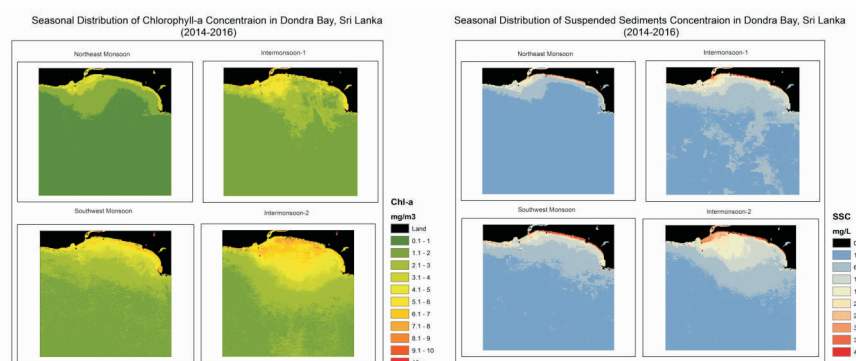 Seasonal Distribution of Chlorophyll-a Concentraion in Dondra Bay, Sri Lanka
(2014-2016)
Northeast Monsoon
Intermonsoon-1
Southwest Monsoon
Intermonsoon-2
Chl-a
mg/m3
Land
0.1 - 1
1.1 - 2
2.1 - 3
3.1 - 4
4.1 - 5
5.1 - 6
6.1 - 7
7.1 - 8
8.1 - 9
9.1 - 10
Seasonal Distribution of Suspended Sediments Concentraion in Dondra Bay, Sri Lanka
(2014-2016)
Northeast Monsoon
Intermonsoon-1
Southwest Monsoon
Intermonsoon-2
SSC
mg/L